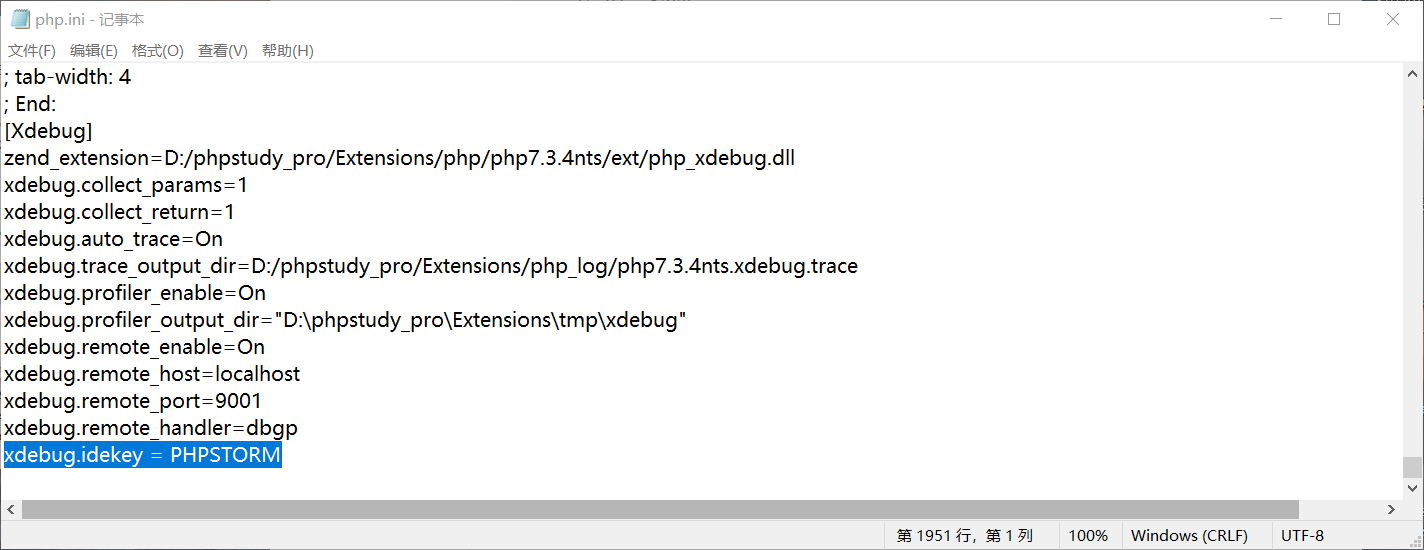 php.ini - 记事本
文件(F) 编辑(E) 格式(O) 查看(V) 帮助(H)
; tab-width: 4
; End:
[Xdebug]
zend_extension=D:/phpstudy_pro/Extensions/php/php7.3.4nts/ext/php_xdebug.dll
xdebug.collect_params=1
xdebug.collect_return=1
xdebug.auto_trace=On
xdebug.trace_output_dir=D:/phpstudy_pro/Extensions/php_log/php7.3.4nts.xdebug.trace
xdebug.profiler_enable=On
xdebug.profiler_output_dir="D:\phpstudy_pro\Extensions\tmp\xdebug"
xdebug.remote_enable=On
xdebug.remote_host=localhost
xdebug.remote_port=9001
xdebug.remote_handler=dbgp
xdebug.idekey = PHPSTORM
第 1951 行，第 1 列 100% Windows (CRLF) UTF-8